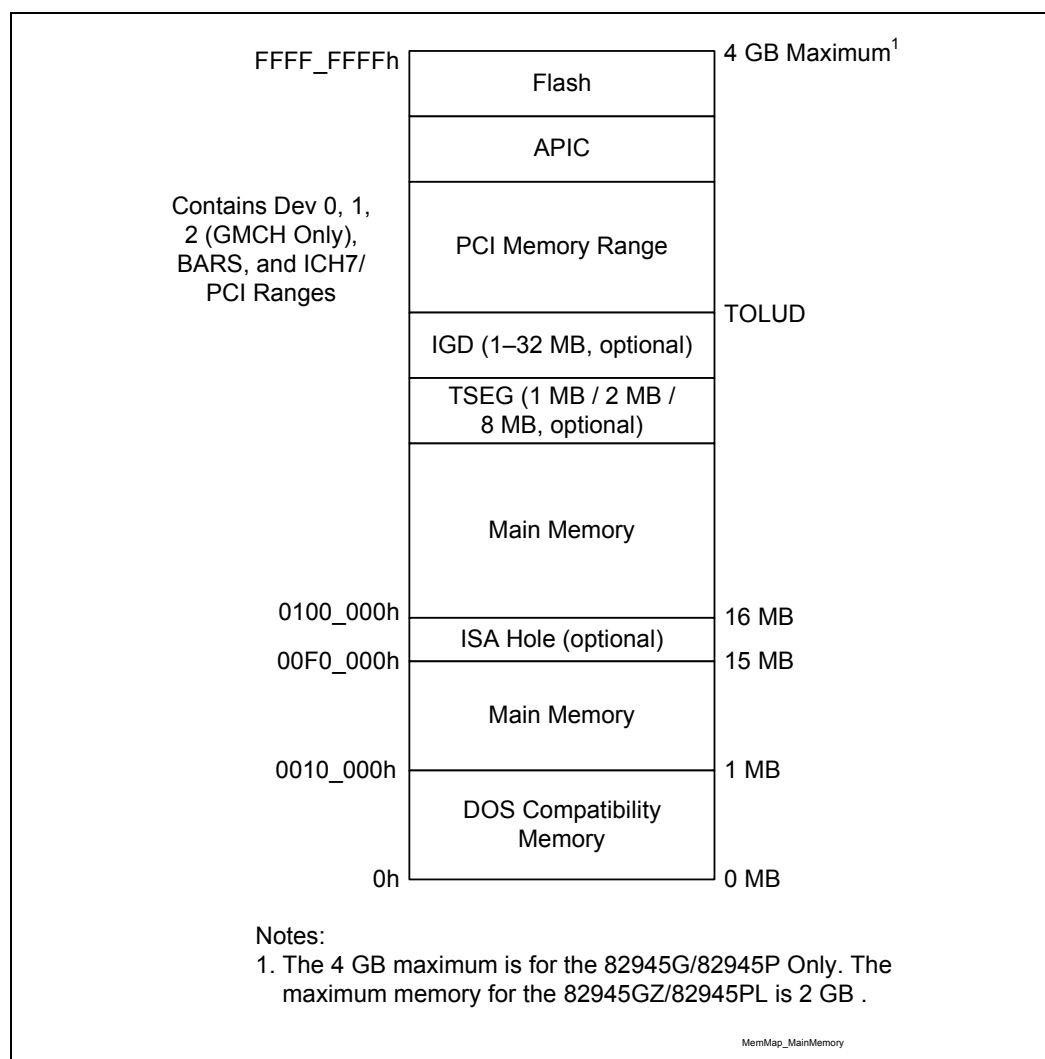 FFFF_FFFFh
4 GB Maximum1
Flash
APIC
Contains Dev 0, 1,
2 (GMCH Only),
BARS, and ICH7/
PCI Ranges
PCI Memory Range
TOLUD
IGD (1–32 MB, optional)
TSEG (1 MB / 2 MB /
8 MB, optional)
Main Memory
0100_000h
16 MB
ISA Hole (optional)
00F0_000h
15 MB
Main Memory
0010_000h
1 MB
DOS Compatibility
Memory
0h
0 MB
Notes:
1. The 4 GB maximum is for the 82945G/82945P Only. The
maximum memory for the 82945GZ/82945PL is 2 GB .
MemMap_MainMemory